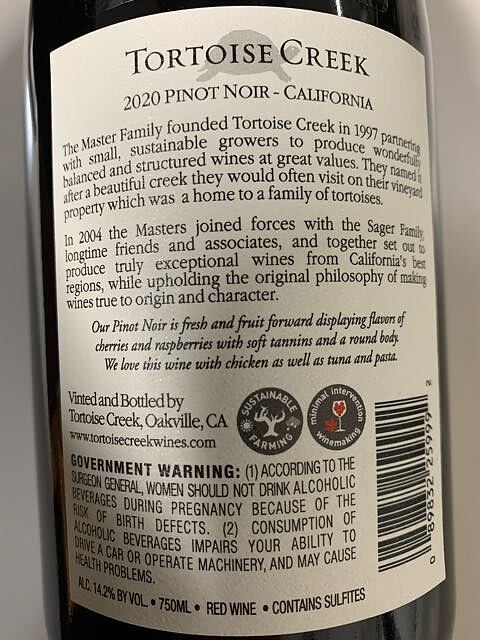 TORTOISE CREEK
2020 PINOT NOIR - CALIFORNIA
The Master Family founded Tortoise Creek in 1997 partnering
with small, sustainable growers to produce wonderfully
balanced and structured wines at great values. They named it
after a beautiful creek they would often visit on their vineyard
property which was a home to a family of tortoises.
In 2004 the Masters joined forces with the Sager Family,
longtime friends and associates, and together set out to
produce truly exceptional wines from California's best
regions, while upholding the original philosophy of making
wines true to origin and character.
Our Pinot Noir is fresh and fruit forward displaying flavors of
cherries and raspberries with soft tannins and a round body.
We love this wine with chicken as well as tuna and pasta.
Vinted and Bottled by
Tortoise Creek, Oakville, CA
www.tortoisecreekwines.com
SUSTAINABLE FARMING
minimal intervention winemaking
GOVERNMENT WARNING: (1) ACCORDING TO THE
SURGEON GENERAL, WOMEN SHOULD NOT DRINK ALCOHOLIC
BEVERAGES DURING PREGNANCY BECAUSE OF THE
RISK OF BIRTH DEFECTS. (2) CONSUMPTION OF
ALCOHOLIC BEVERAGES IMPAIRS YOUR ABILITY TO
DRIVE A CAR OR OPERATE MACHINERY, AND MAY CAUSE
HEALTH PROBLEMS.
ALC. 14.2% BY VOL. • 750ML • RED WINE • CONTAINS SULFITES
0 89832 25999 2